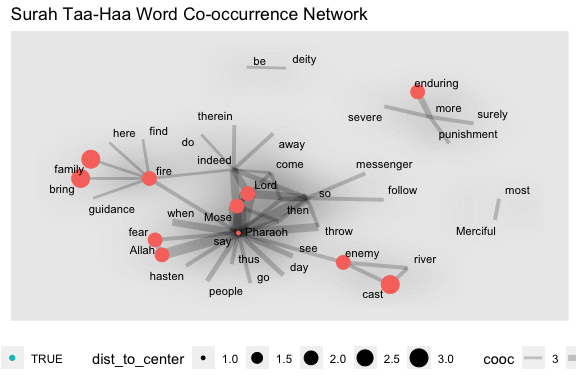 Surah Taa-Haa Word Co-occurrence Network
be deity
enduring
more
severe surely
punishment
therein
here find do away
indeed come
messenger
family fire
bring
Lord so follow most
guidance
when Mose then
fear say Pharaoh throw Merciful
Allah see enemy river
thus
hasten go day
people cast
TRUE dist_to_center 1.0 1.5 2.0 2.5 3.0 cooc 3